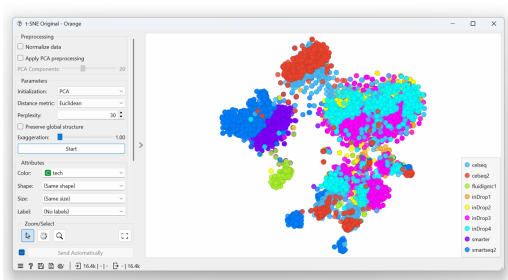 t-SNE Original - Orange
Preprocessing
Normalize data
Apply PCA preprocessing
PCA Components: 20
Parameters
Initialization: PCA
Distance metric: Euclidean
Perplexity: 30
Preserve global structure
Exaggeration: 1.00
Start
Attributes
Color: C tech
Shape: (Same shape)
Size: (Same size)
Label: (No labels)
Zoom/Select
Send Automatically
16.4k | - | - - | 16.4k
celseq
celseq2
fluidigmc1
inDrop1
inDrop2
inDrop3
inDrop4
smarter
smartseq2